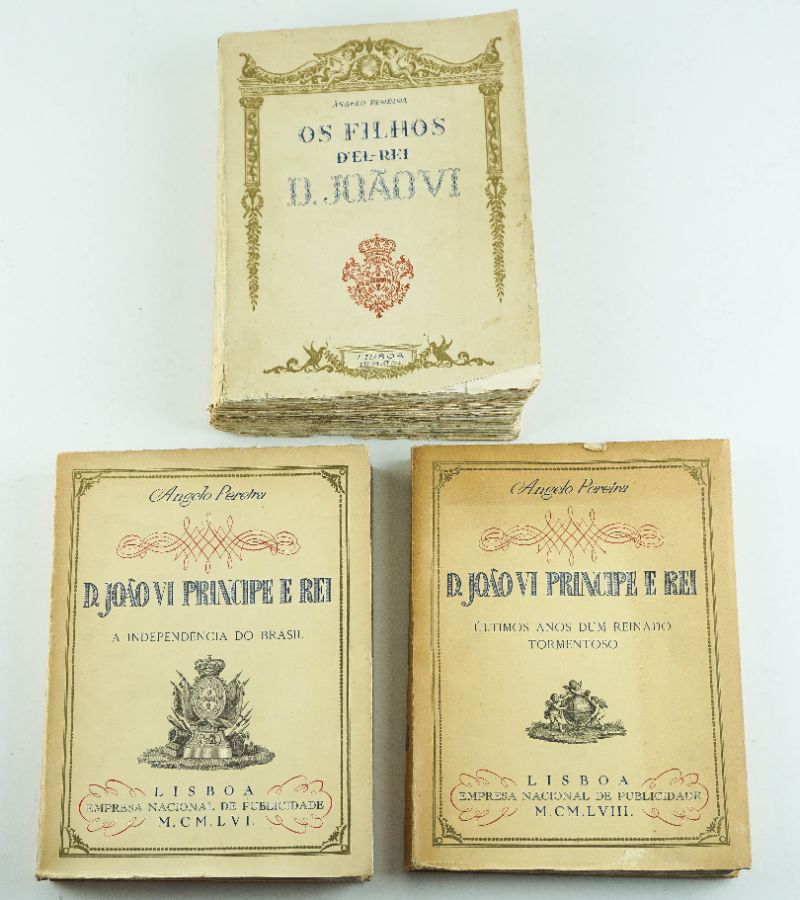 ÂNGELO PEREIRA
OS FILHOS
D'EL-REI
D. JOÃO VI
LISBOA
Angelo Pereira
D. JOÃO VI PRINCIPE E REI
A INDEPENDENCIA DO BRASIL
LISBOA
EMPRESA NACIONAL DE PUBLICIDADE
M.CM.LVI.
Angelo Pereira
D. JOÃO VI PRINCIPE E REI
ÚLTIMOS ANOS DUM REINADO
TORMENTOSO
LISBOA
EMPRESA NACIONAL DE PUBLICIDADE
M.CM.LVIII.